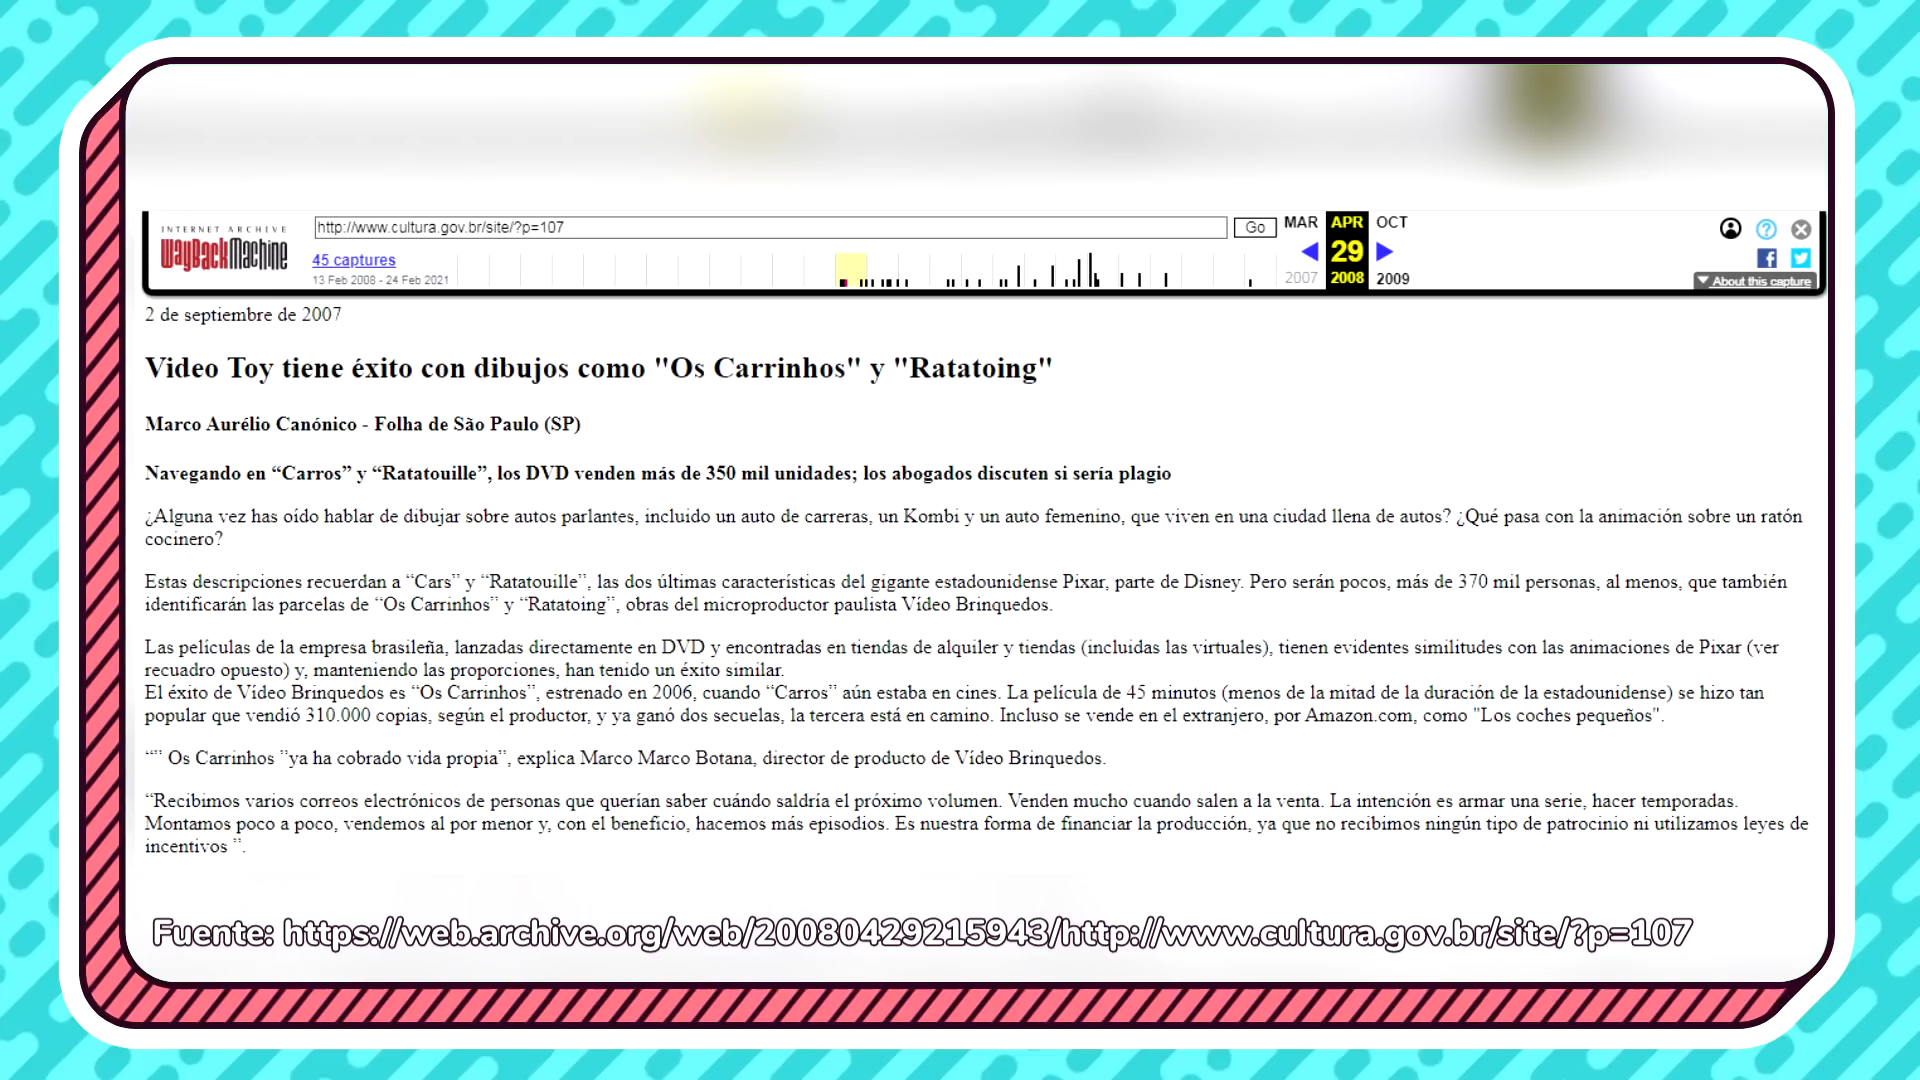 INTERNET ARCHIVE
WayBackMachine
http://www.cultura.gov.br/site/?p=107
Go
MAR APR OCT
45 captures
29
13 Feb 2008 - 24 Feb 2021
2007 2008 2009
About this capture
2 de septiembre de 2007
Video Toy tiene éxito con dibujos como "Os Carrinhos" y "Ratatoing"
Marco Aurélio Canónico - Folha de São Paulo (SP)
Navegando en “Carros” y “Ratatouille”, los DVD venden más de 350 mil unidades; los abogados discuten si sería plagio
¿Alguna vez has oído hablar de dibujar sobre autos parlantes, incluido un auto de carreras, un Kombi y un auto femenino, que viven en una ciudad llena de autos? ¿Qué pasa con la animación sobre un ratón
cocinero?
Estas descripciones recuerdan a “Cars” y “Ratatouille”, las dos últimas características del gigante estadounidense Pixar, parte de Disney. Pero serán pocos, más de 370 mil personas, al menos, que también
identificarán las parcelas de “Os Carrinhos” y “Ratatoing”, obras del microproductor paulista Vídeo Brinquedos.
Las películas de la empresa brasileña, lanzadas directamente en DVD y encontradas en tiendas de alquiler y tiendas (incluidas las virtuales), tienen evidentes similitudes con las animaciones de Pixar (ver
recuadro opuesto) y, manteniendo las proporciones, han tenido un éxito similar.
El éxito de Vídeo Brinquedos es “Os Carrinhos”, estrenado en 2006, cuando “Carros” aún estaba en cines. La película de 45 minutos (menos de la mitad de la duración de la estadounidense) se hizo tan
popular que vendió 310.000 copias, según el productor, y ya ganó dos secuelas, la tercera está en camino. Incluso se vende en el extranjero, por Amazon.com, como "Los coches pequeños".
“” Os Carrinhos ”ya ha cobrado vida propia”, explica Marco Marco Botana, director de producto de Vídeo Brinquedos.
“Recibimos varios correos electrónicos de personas que querían saber cuándo saldría el próximo volumen. Venden mucho cuando salen a la venta. La intención es armar una serie, hacer temporadas.
Montamos poco a poco, vendemos al por menor y, con el beneficio, hacemos más episodios. Es nuestra forma de financiar la producción, ya que no recibimos ningún tipo de patrocinio ni utilizamos leyes de
incentivos ”.
Fuente: https://web.archive.org/web/20080429215943/http://www.cultura.gov.br/site/?p=107